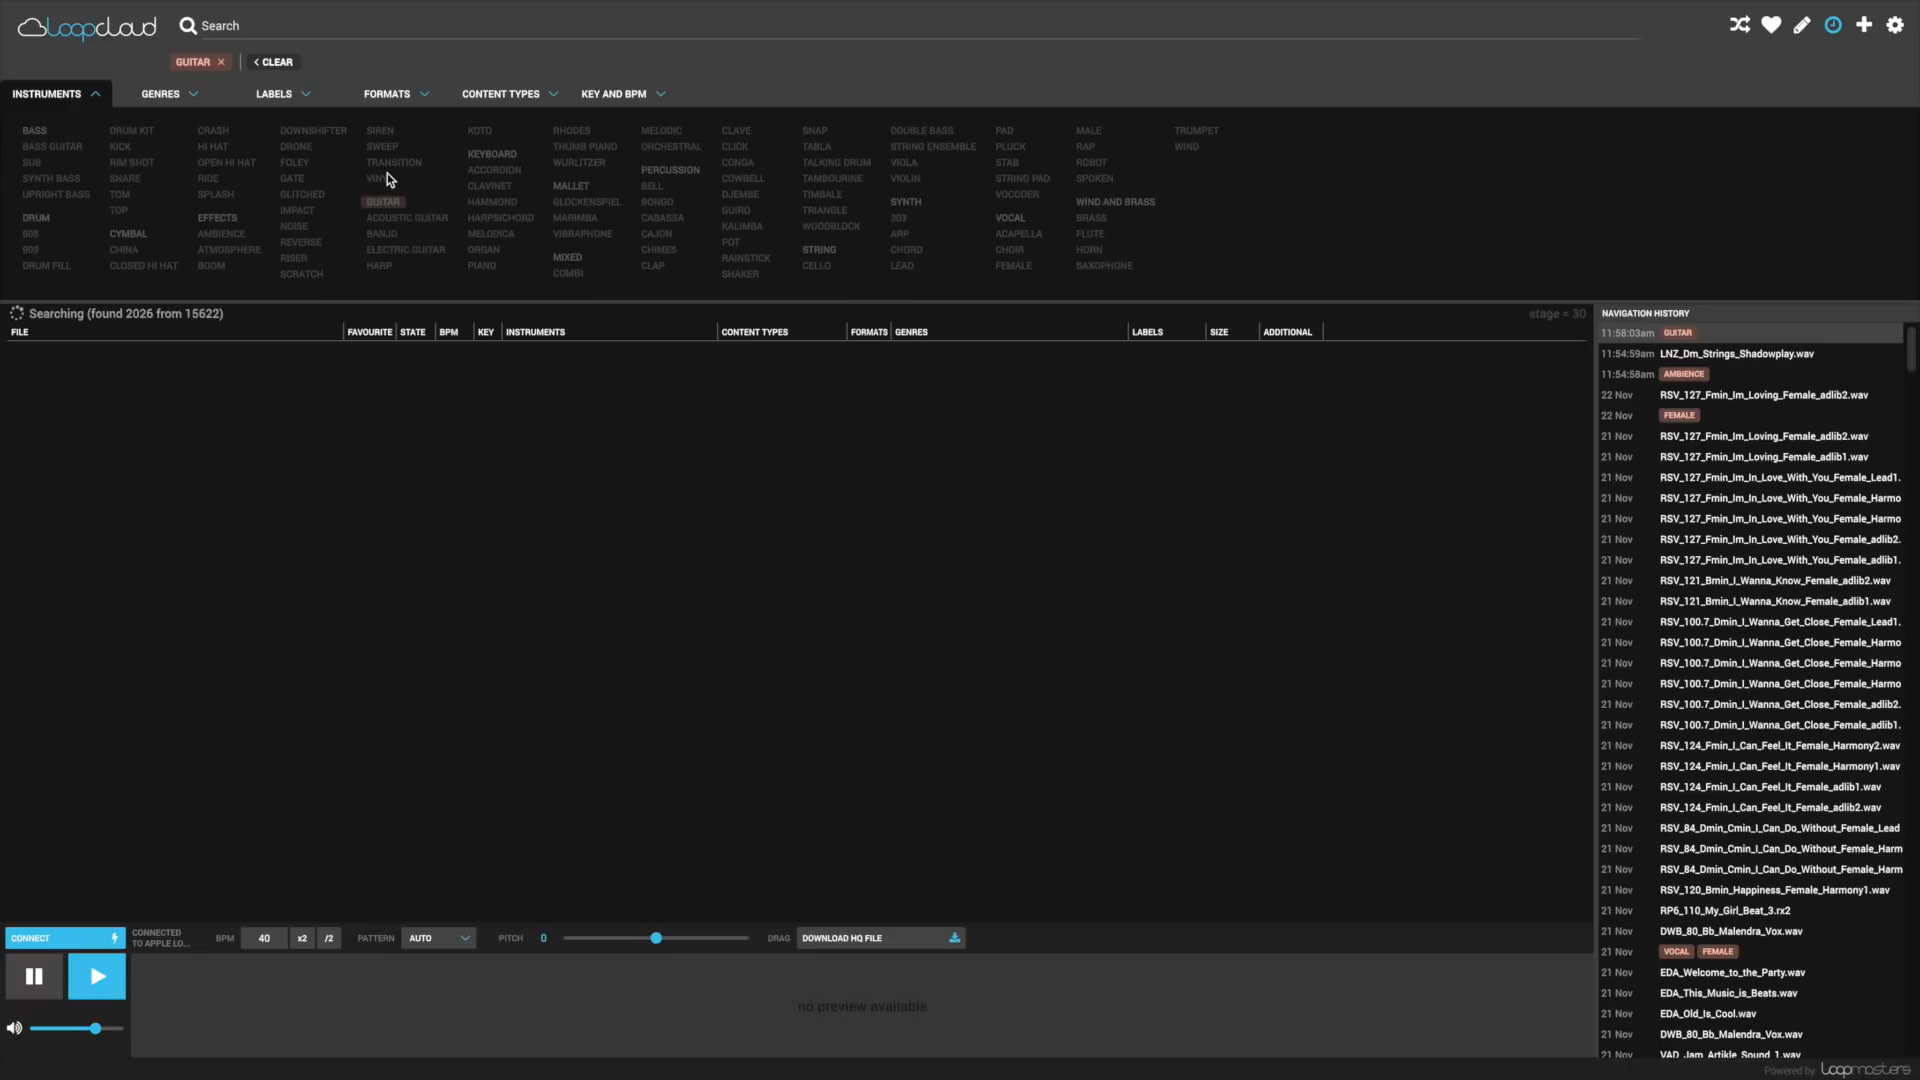 Loopcloud
Search
GUITAR ×
< CLEAR
INSTRUMENTS
GENRES
LABELS
FORMATS
CONTENT TYPES
KEY AND BPM
BASS
BASS GUITAR
SUB
SYNTH BASS
UPRIGHT BASS
DRUM
808
909
DRUM FILL
DRUM KIT
KICK
RIM SHOT
SNARE
TOM
TOP
CYMBAL
CHINA
CLOSED HI HAT
CRASH
HI HAT
OPEN HI HAT
RIDE
SPLASH
EFFECTS
AMBIENCE
ATMOSPHERE
BOOM
DOWNSHIFTER
DRONE
FOLEY
GATE
GLITCHED
IMPACT
NOISE
REVERSE
RISER
SCRATCH
SIREN
SWEEP
TRANSITION
GUITAR
ACOUSTIC GUITAR
BANJO
ELECTRIC GUITAR
HARP
KOTO
KEYBOARD
ACCORDION
CLAVINET
HAMMOND
HARPSICHORD
MELODICA
ORGAN
PIANO
RHODES
THUMB PIANO
WURLITZER
MALLET
GLOCKENSPIEL
MARIMBA
VIBRAPHONE
MIXED
COMBI
MELODIC
ORCHESTRAL
PERCUSSION
BELL
BONGO
CABASSA
CAJON
CHIMES
CLAP
CLAVE
CLICK
CONGA
COWBELL
DJEMBE
GUIRO
KALIMBA
POT
RAINSTICK
SHAKER
SNAP
TABLA
TALKING DRUM
TAMBOURINE
TIMBALE
TRIANGLE
WOODBLOCK
STRING
CELLO
DOUBLE BASS
STRING ENSEMBLE
VIOLA
VIOLIN
SYNTH
303
ARP
CHORD
LEAD
PAD
PLUCK
STAB
STRING PAD
VOCODER
VOCAL
ACAPELLA
CHOIR
FEMALE
MALE
RAP
ROBOT
SPOKEN
WIND AND BRASS
BRASS
FLUTE
HORN
SAXOPHONE
TRUMPET
WIND
Searching (found 2026 from 15622)
stage = 30
FILE FAVOURITE STATE BPM KEY INSTRUMENTS CONTENT TYPES FORMATS GENRES LABELS SIZE ADDITIONAL
NAVIGATION HISTORY
11:58:03am GUITAR
11:54:59am LNZ_Dm_Strings_Shadowplay.wav
11:54:58am AMBIENCE
22 Nov RSV_127_Fmin_Im_Loving_Female_adlib2.wav
22 Nov FEMALE
21 Nov RSV_127_Fmin_Im_Loving_Female_adlib2.wav
21 Nov RSV_127_Fmin_Im_Loving_Female_adlib1.wav
21 Nov RSV_127_Fmin_Im_In_Love_With_You_Female_Lead1.
21 Nov RSV_127_Fmin_Im_In_Love_With_You_Female_Harmo
21 Nov RSV_127_Fmin_Im_In_Love_With_You_Female_Harmo
21 Nov RSV_127_Fmin_Im_In_Love_With_You_Female_adlib2.
21 Nov RSV_127_Fmin_Im_In_Love_With_You_Female_adlib1.
21 Nov RSV_121_Bmin_I_Wanna_Know_Female_adlib2.wav
21 Nov RSV_121_Bmin_I_Wanna_Know_Female_adlib1.wav
21 Nov RSV_100.7_Dmin_I_Wanna_Get_Close_Female_Lead1.
21 Nov RSV_100.7_Dmin_I_Wanna_Get_Close_Female_Harmo
21 Nov RSV_100.7_Dmin_I_Wanna_Get_Close_Female_Harmo
21 Nov RSV_100.7_Dmin_I_Wanna_Get_Close_Female_Harmo
21 Nov RSV_100.7_Dmin_I_Wanna_Get_Close_Female_adlib2.
21 Nov RSV_100.7_Dmin_I_Wanna_Get_Close_Female_adlib1.
21 Nov RSV_124_Fmin_I_Can_Feel_It_Female_Harmony2.wav
21 Nov RSV_124_Fmin_I_Can_Feel_It_Female_Harmony1.wav
21 Nov RSV_124_Fmin_I_Can_Feel_It_Female_adlib1.wav
21 Nov RSV_124_Fmin_I_Can_Feel_It_Female_adlib2.wav
21 Nov RSV_84_Dmin_Cmin_I_Can_Do_Without_Female_Lead
21 Nov RSV_84_Dmin_Cmin_I_Can_Do_Without_Female_Harm
21 Nov RSV_84_Dmin_Cmin_I_Can_Do_Without_Female_Harm
21 Nov RSV_120_Bmin_Happiness_Female_Harmony1.wav
21 Nov RP6_110_My_Girl_Beat_3.rx2
21 Nov DWB_80_Bb_Malendra_Vox.wav
21 Nov VOCAL FEMALE
21 Nov EDA_Welcome_to_the_Party.wav
21 Nov EDA_This_Music_is_Beats.wav
21 Nov EDA_Old_Is_Cool.wav
21 Nov DWB_80_Bb_Malendra_Vox.wav
21 Nov VAD_Jam_Artikle_Sound_1.wav
CONNECT
CONNECTED
TO APPLE LO...
BPM 40 x2 /2
PATTERN AUTO
PITCH 0
DRAG DOWNLOAD HQ FILE
no preview available
Powered by Loopmasters